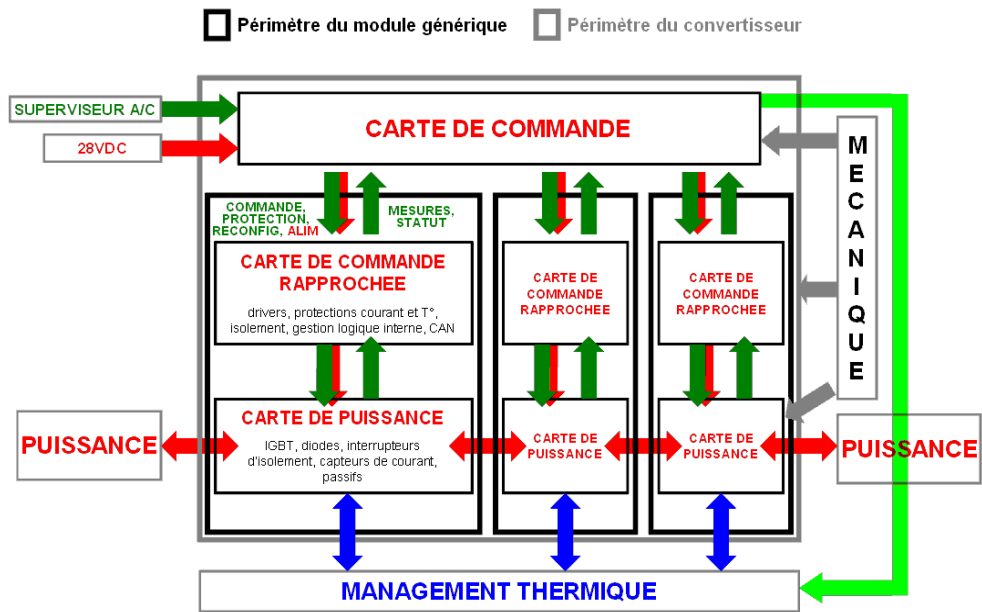 Périmètre du module générique
Périmètre du convertisseur
SUPERVISEUR A/C
28VDC
CARTE DE COMMANDE
MECANIQUE
COMMANDE,
PROTECTION,
RECONFIG, ALIM
MESURES,
STATUT
CARTE DE COMMANDE
RAPPROCHEE
drivers, protections courant et T°,
isolement, gestion logique interne, CAN
CARTE DE
COMMANDE
RAPPROCHEE
CARTE DE
COMMANDE
RAPPROCHEE
PUISSANCE
CARTE DE PUISSANCE
IGBT, diodes, interrupteurs
d'isolement, capteurs de courant,
passifs
CARTE DE
PUISSANCE
CARTE DE
PUISSANCE
PUISSANCE
MANAGEMENT THERMIQUE